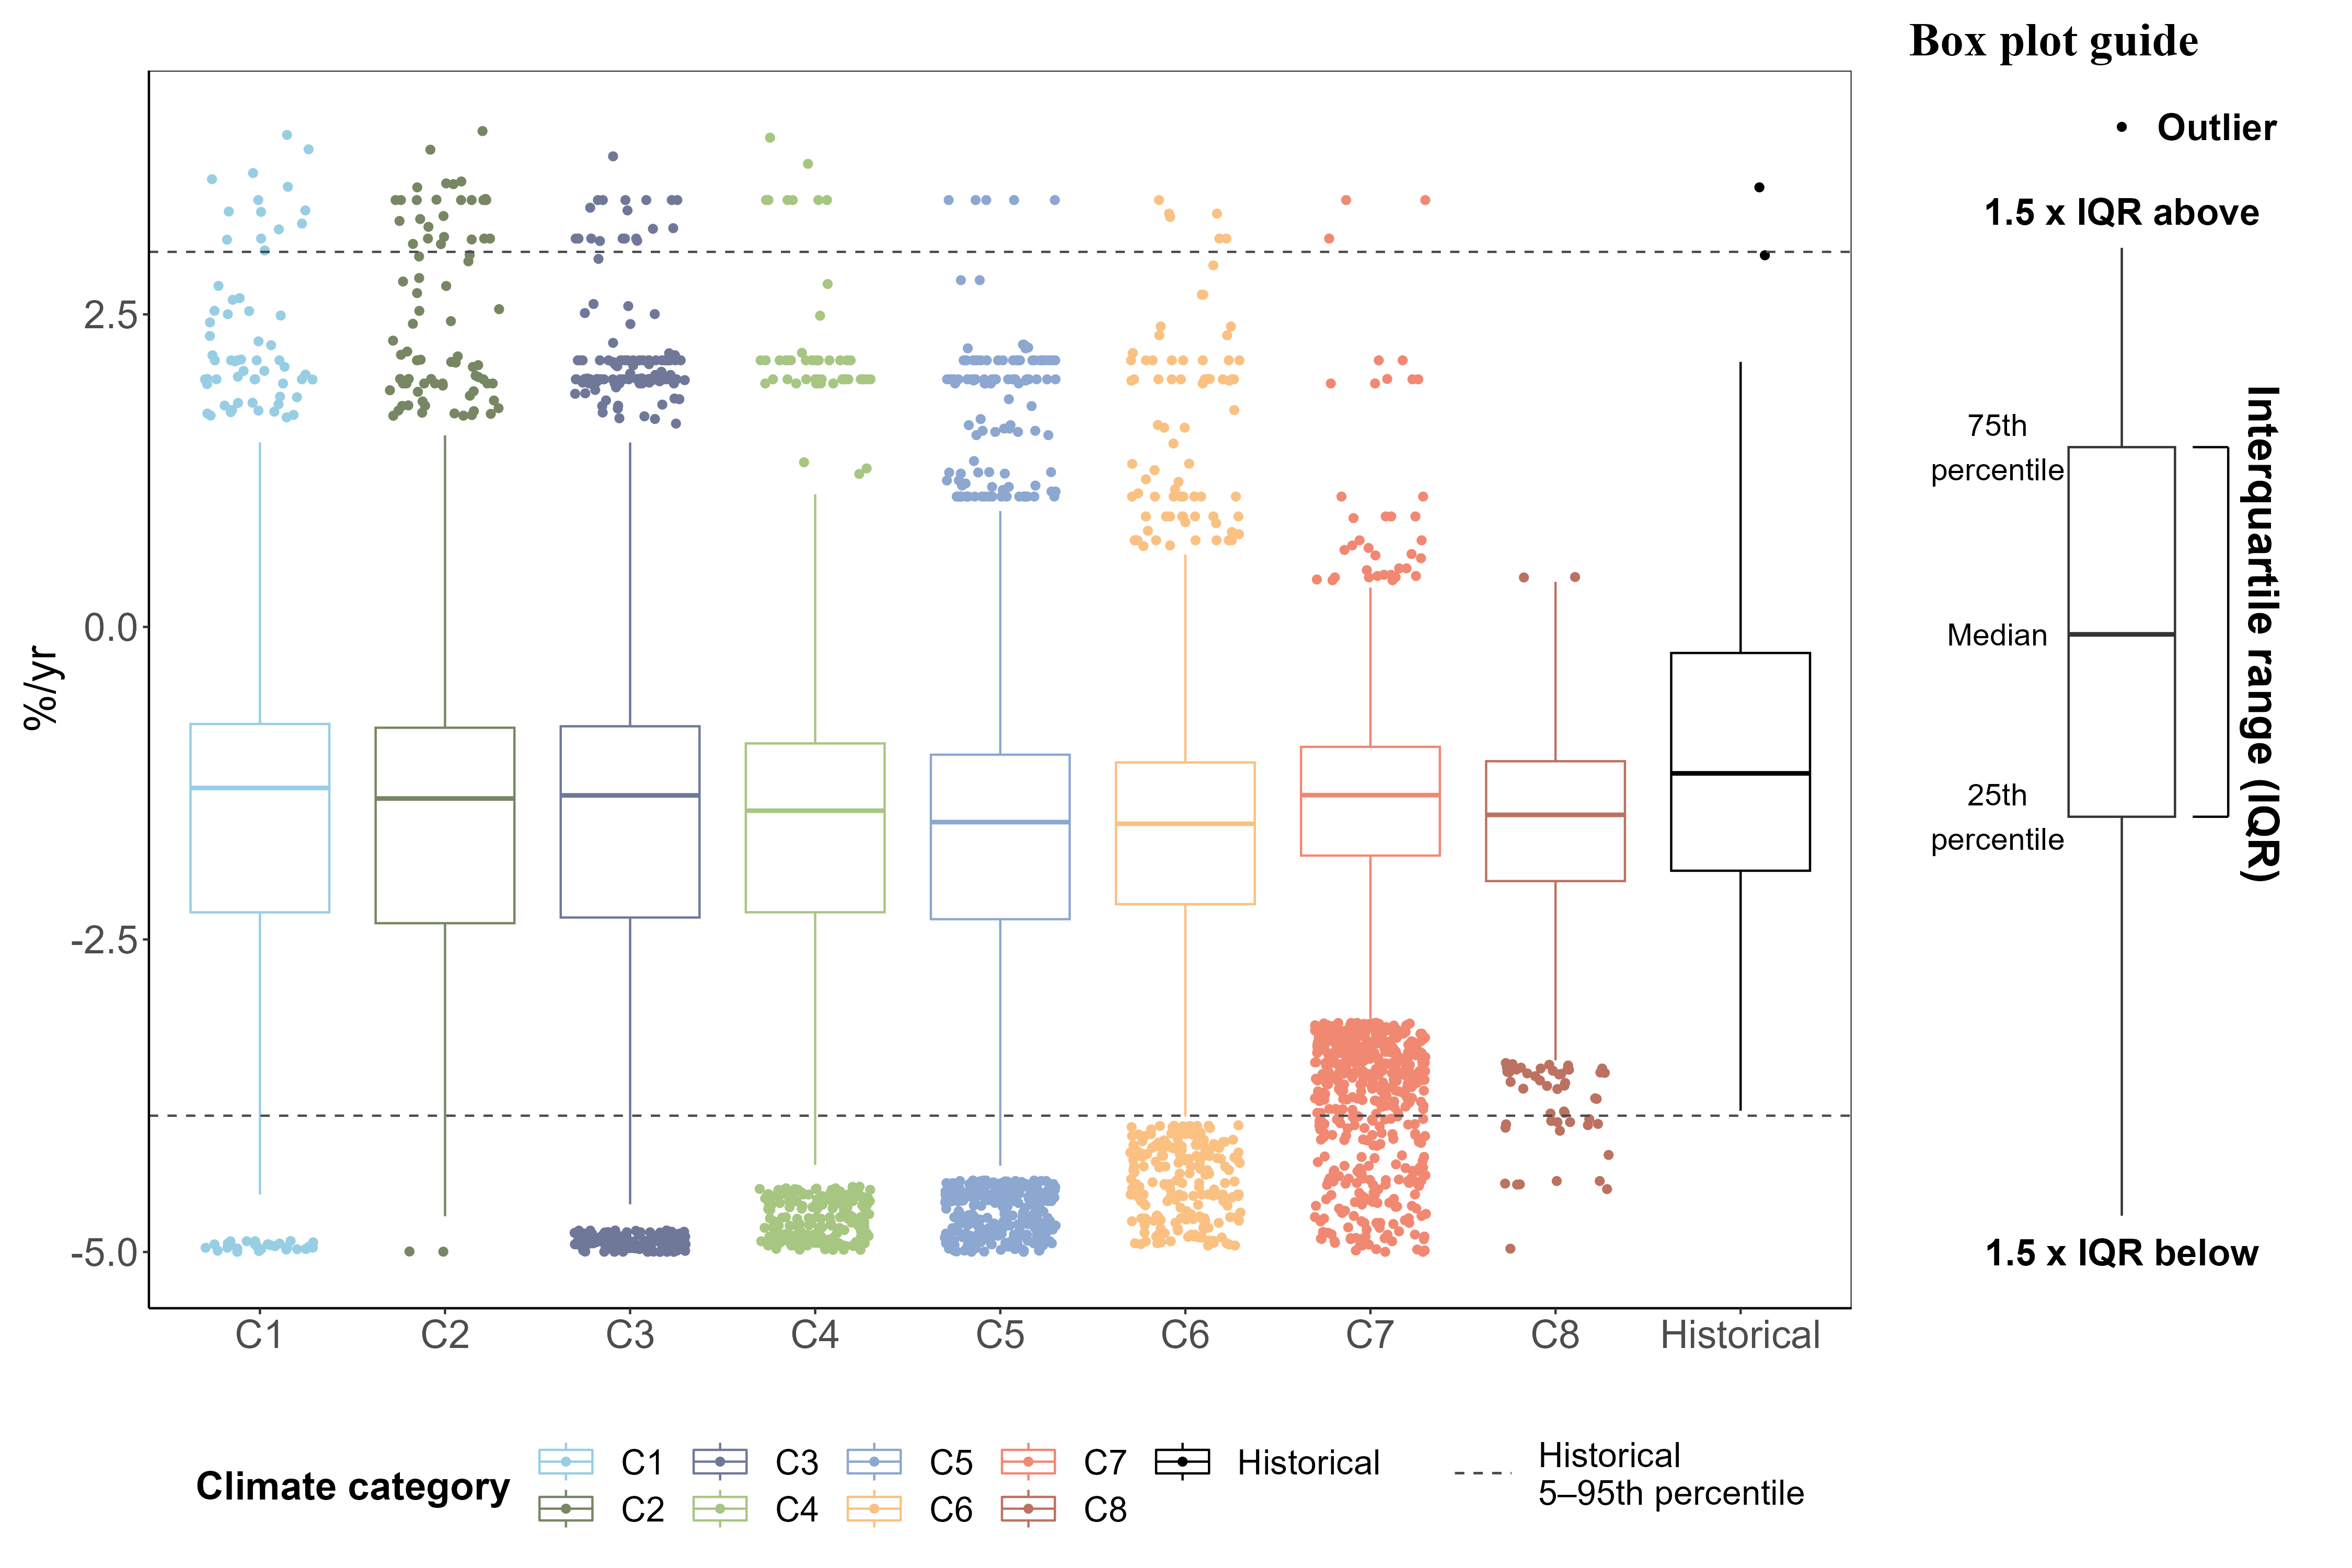 Box plot guide
Outlier
1.5 x IQR above
75th
percentile
Median
25th
percentile
Interquartile range (IQR)
1.5 x IQR below
%/yr
2.5
0.0
-2.5
-5.0
C1 C2 C3 C4 C5 C6 C7 C8 Historical
Climate category
C1 C3 C5 C7 Historical
C2 C4 C6 C8
Historical
5–95th percentile